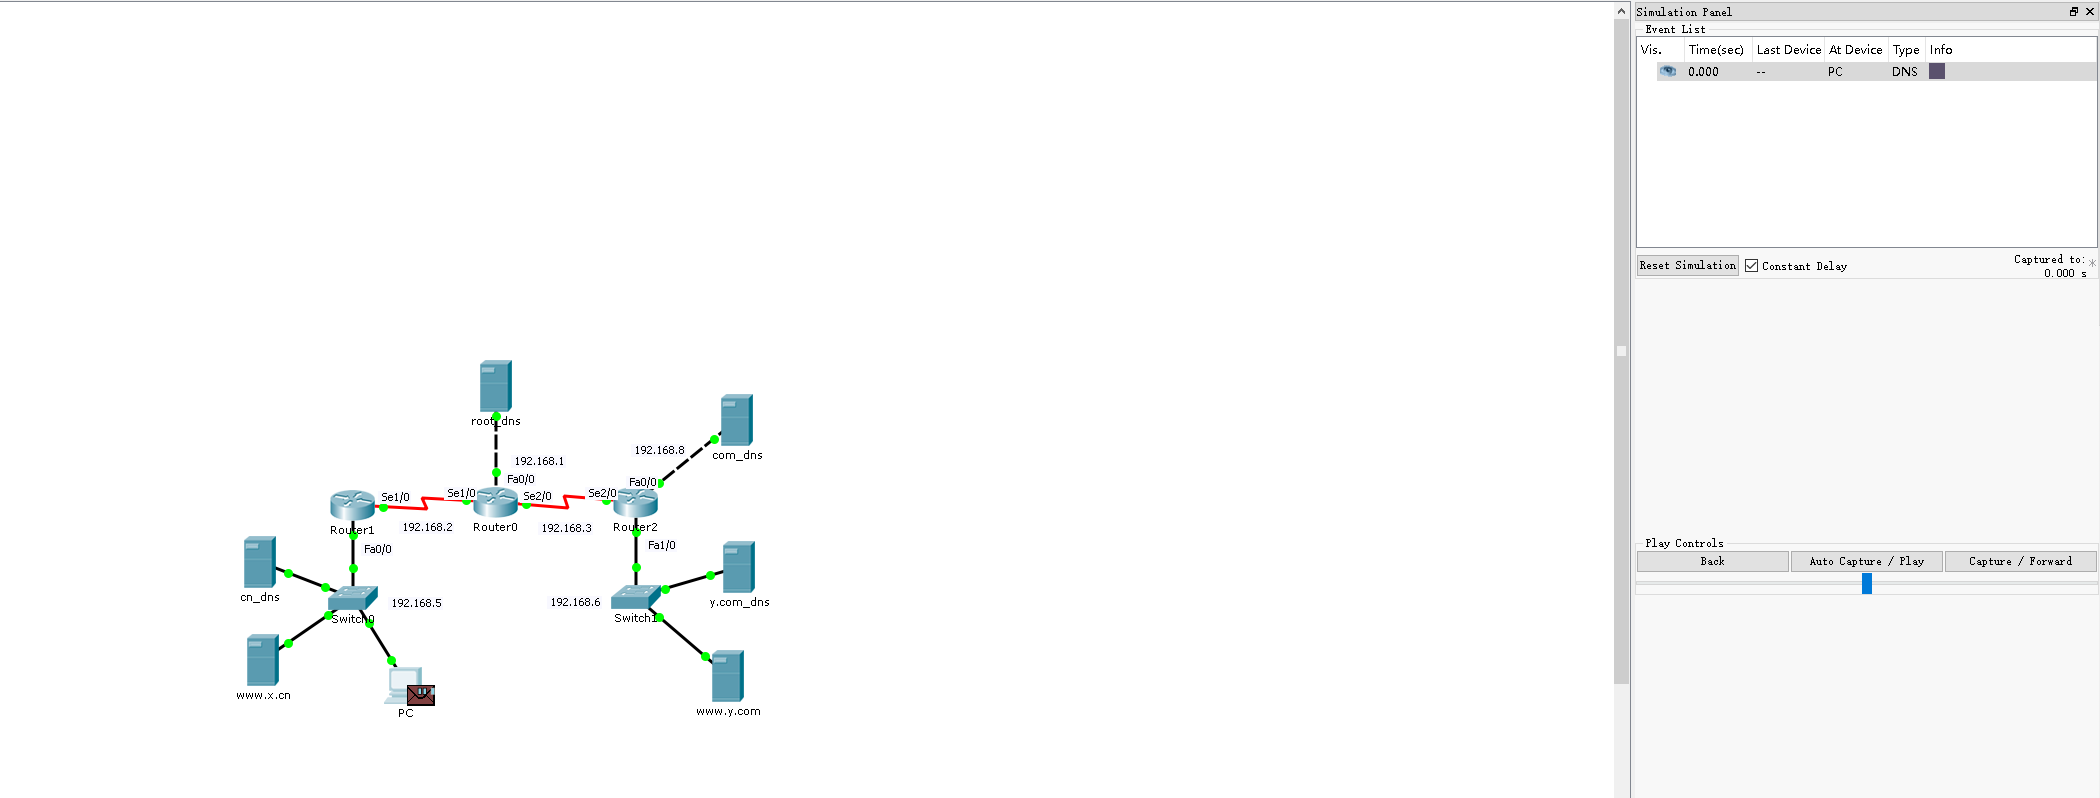 Simulation Panel
Event List
Vis. Time(sec) Last Device At Device Type Info
0.000 -- PC DNS
Reset Simulation Constant Delay Captured to:
0.000 s
Play Controls
Back Auto Capture / Play Capture / Forward
root_dns
192.168.8
com_dns
192.168.1
Fa0/0
Fa0/0
Se1/0
Se1/0
Se2/0
Se2/0
Router1
192.168.2
Router0
192.168.3
Router2
Fa0/0
Fa1/0
cn_dns
192.168.5
192.168.6
y.com_dns
Switch0
Switch1
www.x.cn
PC
www.y.com